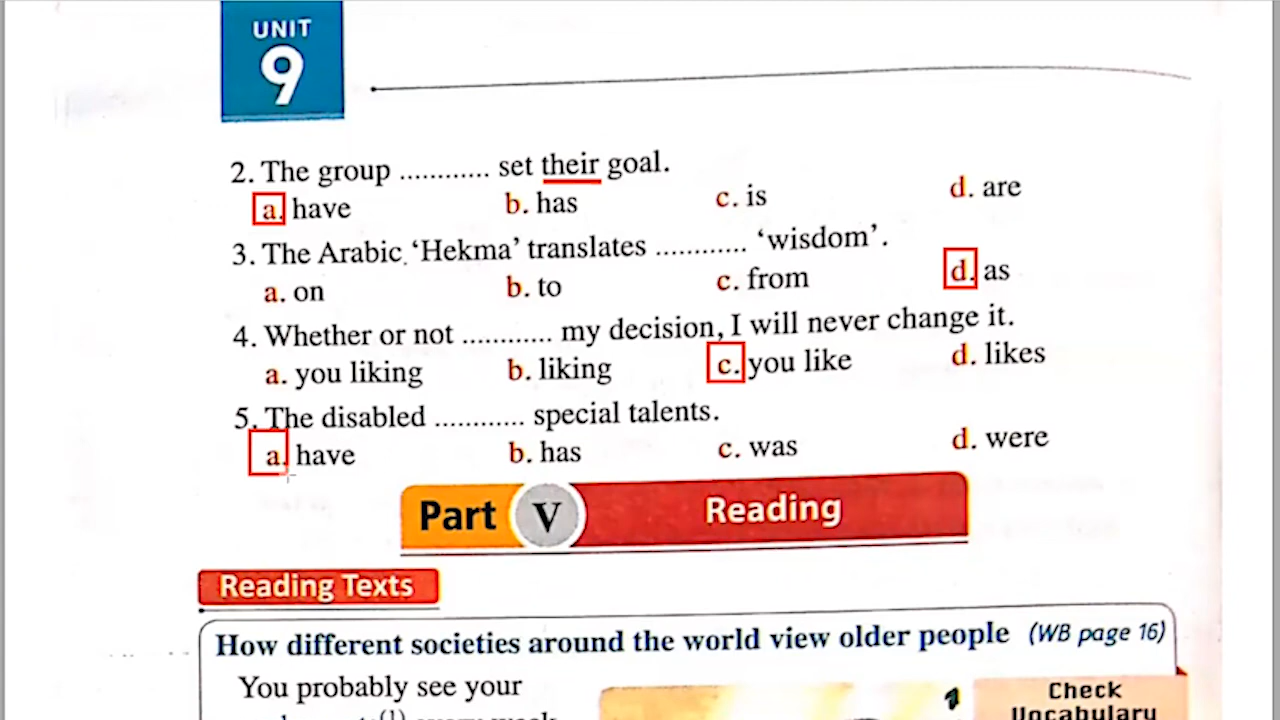 UNIT
9
2. The group ............ set their goal.
a. have b. has c. is d. are
3. The Arabic 'Hekma' translates ............ 'wisdom'.
a. on b. to c. from d. as
4. Whether or not ............ my decision, I will never change it.
a. you liking b. liking c. you like d. likes
5. The disabled ............ special talents.
a. have b. has c. was d. were
Part V Reading
Reading Texts
How different societies around the world view older people (WB page 16)
You probably see your
Check
Vocabulary
every week